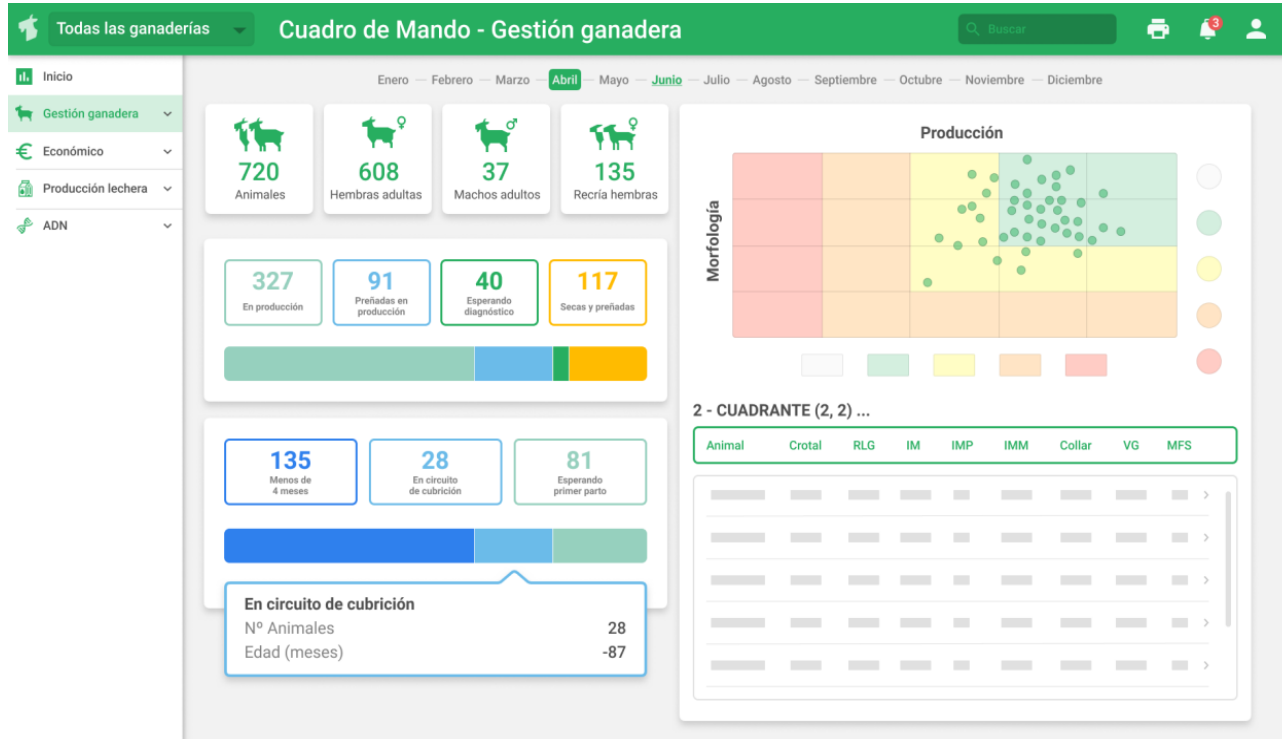 Todas las ganaderías
Cuadro de Mando - Gestión ganadera
Buscar
3
Inicio
Gestión ganadera
Económico
Producción lechera
ADN
Enero — Febrero — Marzo — Abril — Mayo — Junio — Julio — Agosto — Septiembre — Octubre — Noviembre — Diciembre
720
Animales
608
Hembras adultas
37
Machos adultos
135
Recría hembras
327
En producción
91
Preñadas en
producción
40
Esperando
diagnóstico
117
Secas y preñadas
135
Menos de
4 meses
28
En circuito
de cubrición
81
Esperando
primer parto
En circuito de cubrición
Nº Animales 28
Edad (meses) -87
Producción
Morfología
2 - CUADRANTE (2, 2) ...
Animal Crotal RLG IM IMP IMM Collar VG MFS